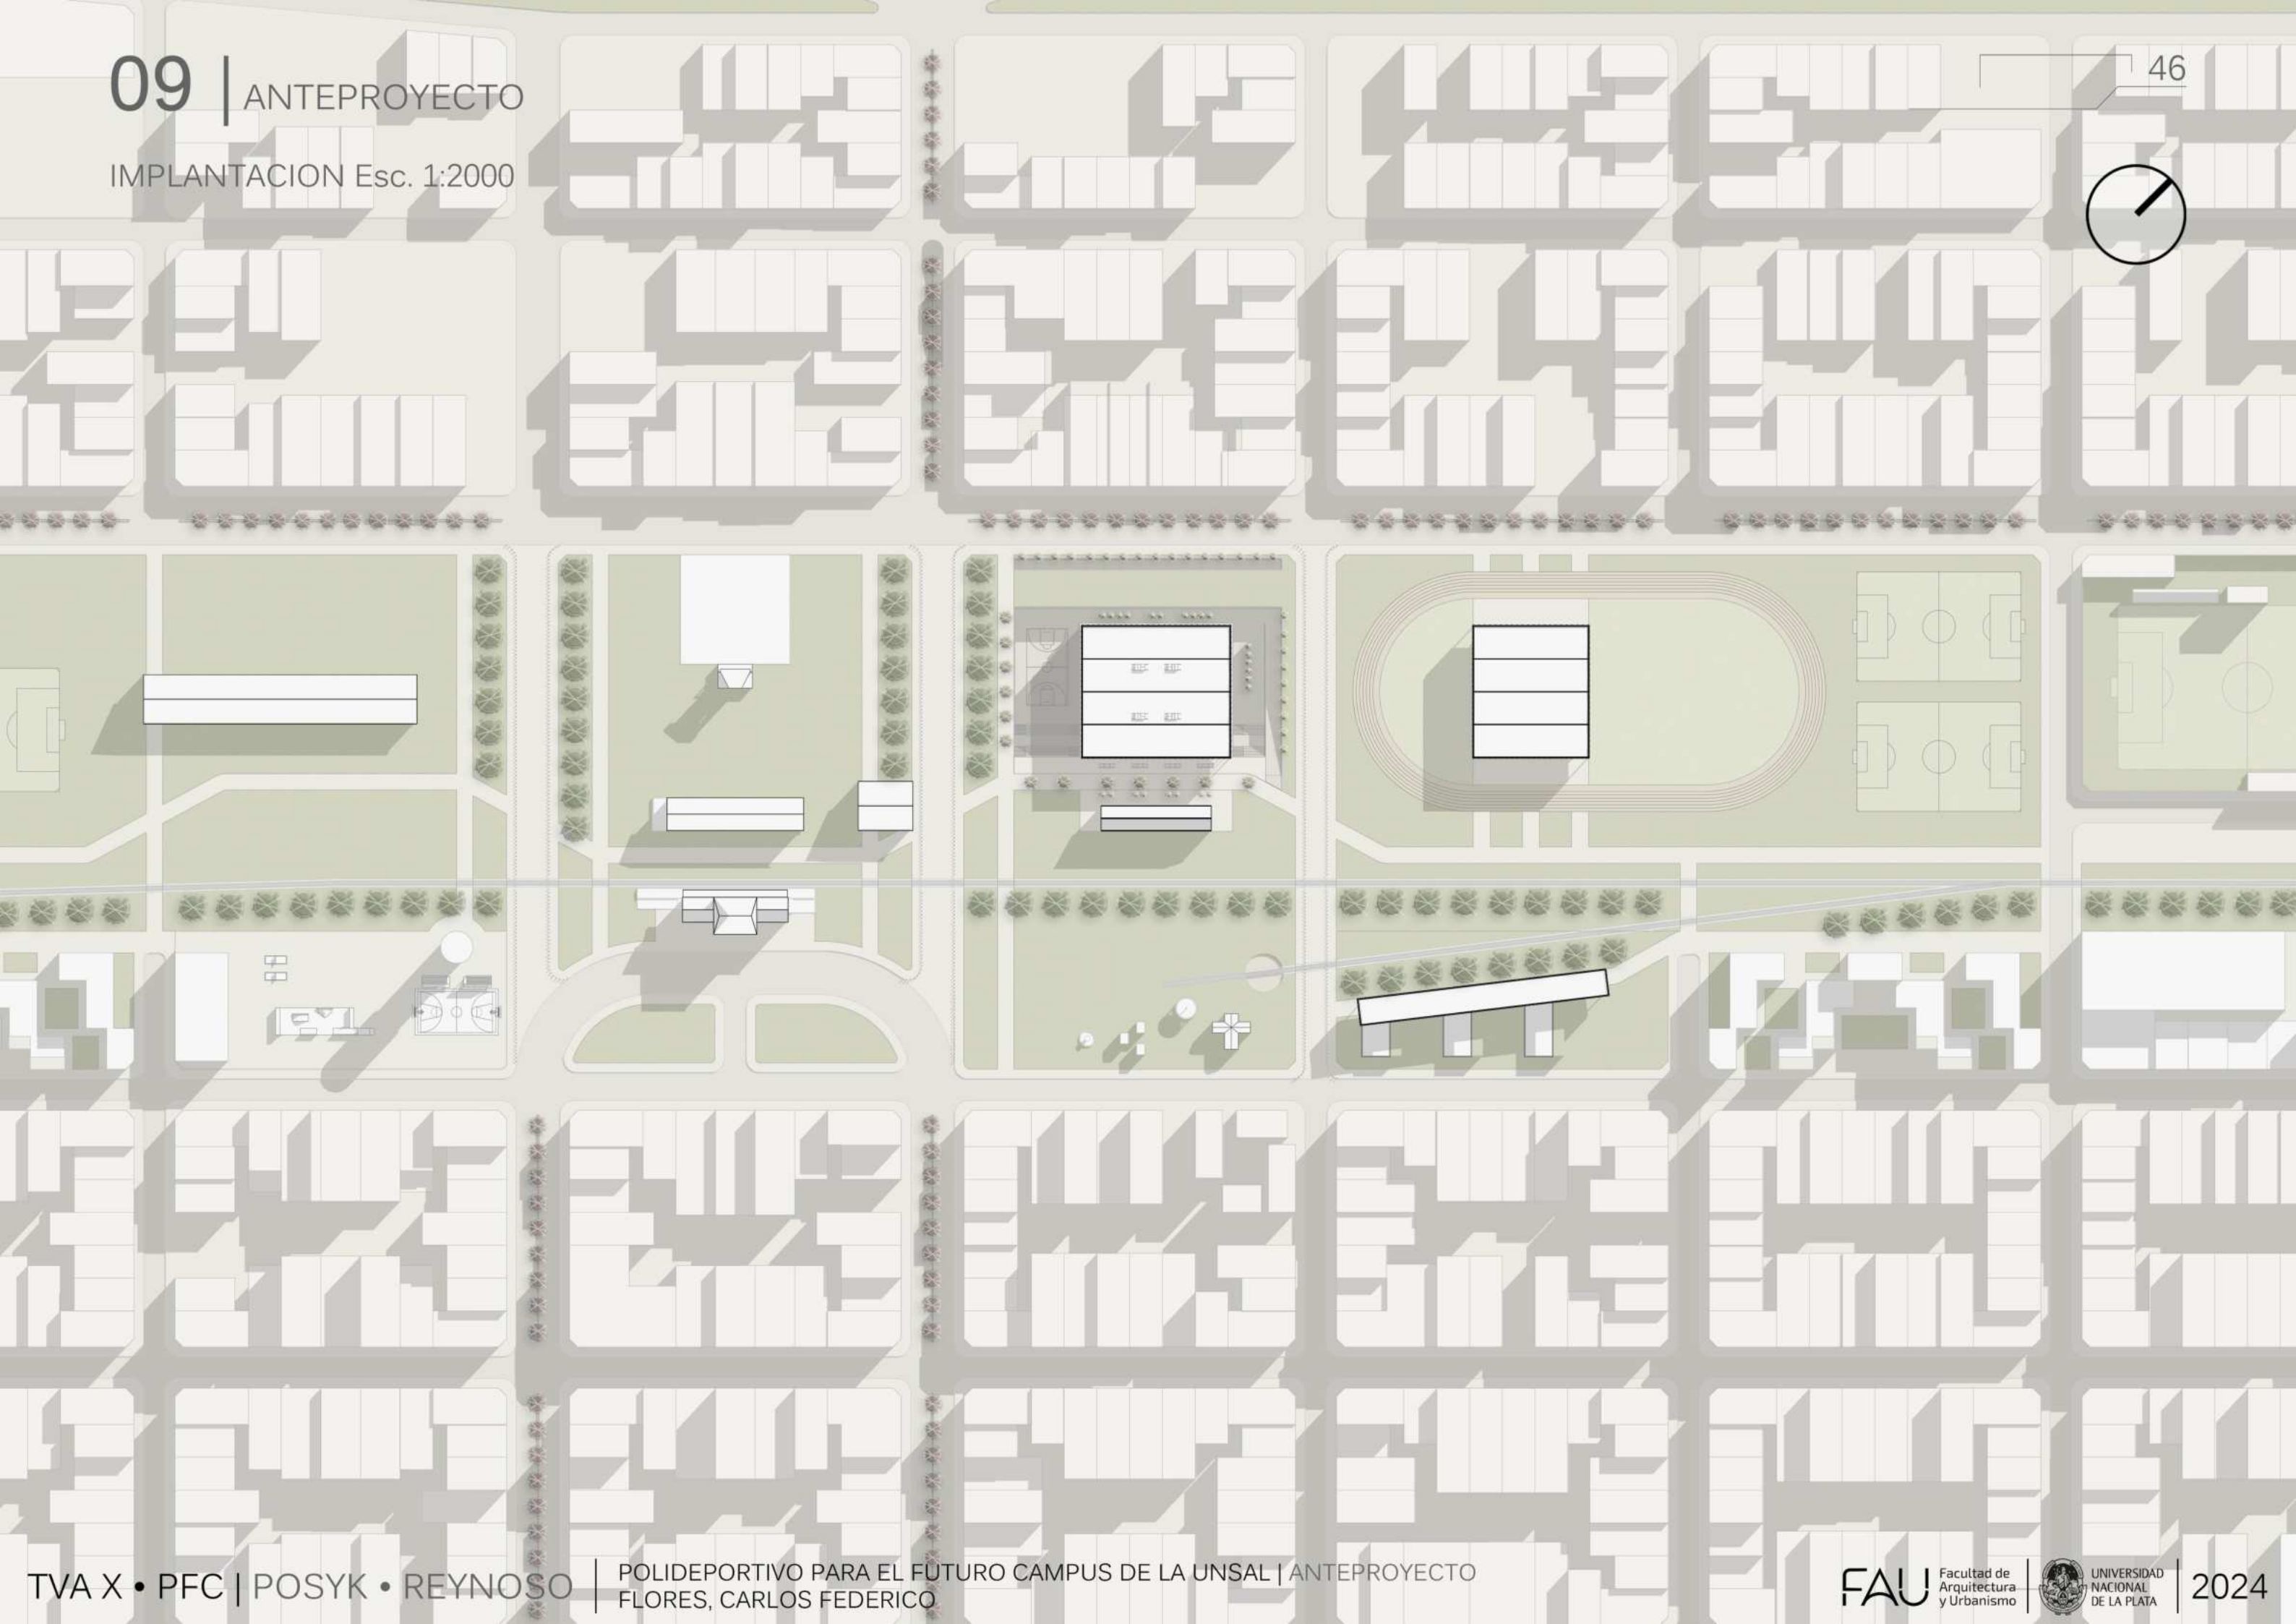 09 | ANTEPROYECTO
46
IMPLANTACION Esc. 1:2000
TVA X • PFC | POSYK • REYNOSO
POLIDEPORTIVO PARA EL FUTURO CAMPUS DE LA UNSAL | ANTEPROYECTO
FLORES, CARLOS FEDERICO
FAU
Facultad de
Arquitectura
y Urbanismo
UNIVERSIDAD
NACIONAL
DE LA PLATA
2024